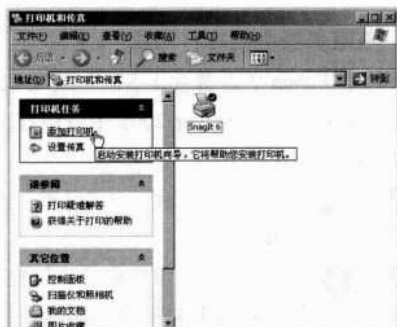 打印机和传真
文件(F) 编辑(E) 查看(V) 收藏(A) 工具(T) 帮助(H)
后退 搜索 文件夹
地址(D) 打印机和传真 转到
打印机任务
添加打印机
设置传真
SnagIt 6
启动安装打印机向导，它将帮助您安装打印机。
请参阅
打印疑难解答
获得关于打印的帮助
其它位置
控制面板
扫描仪和照相机
我的文档
图片收藏